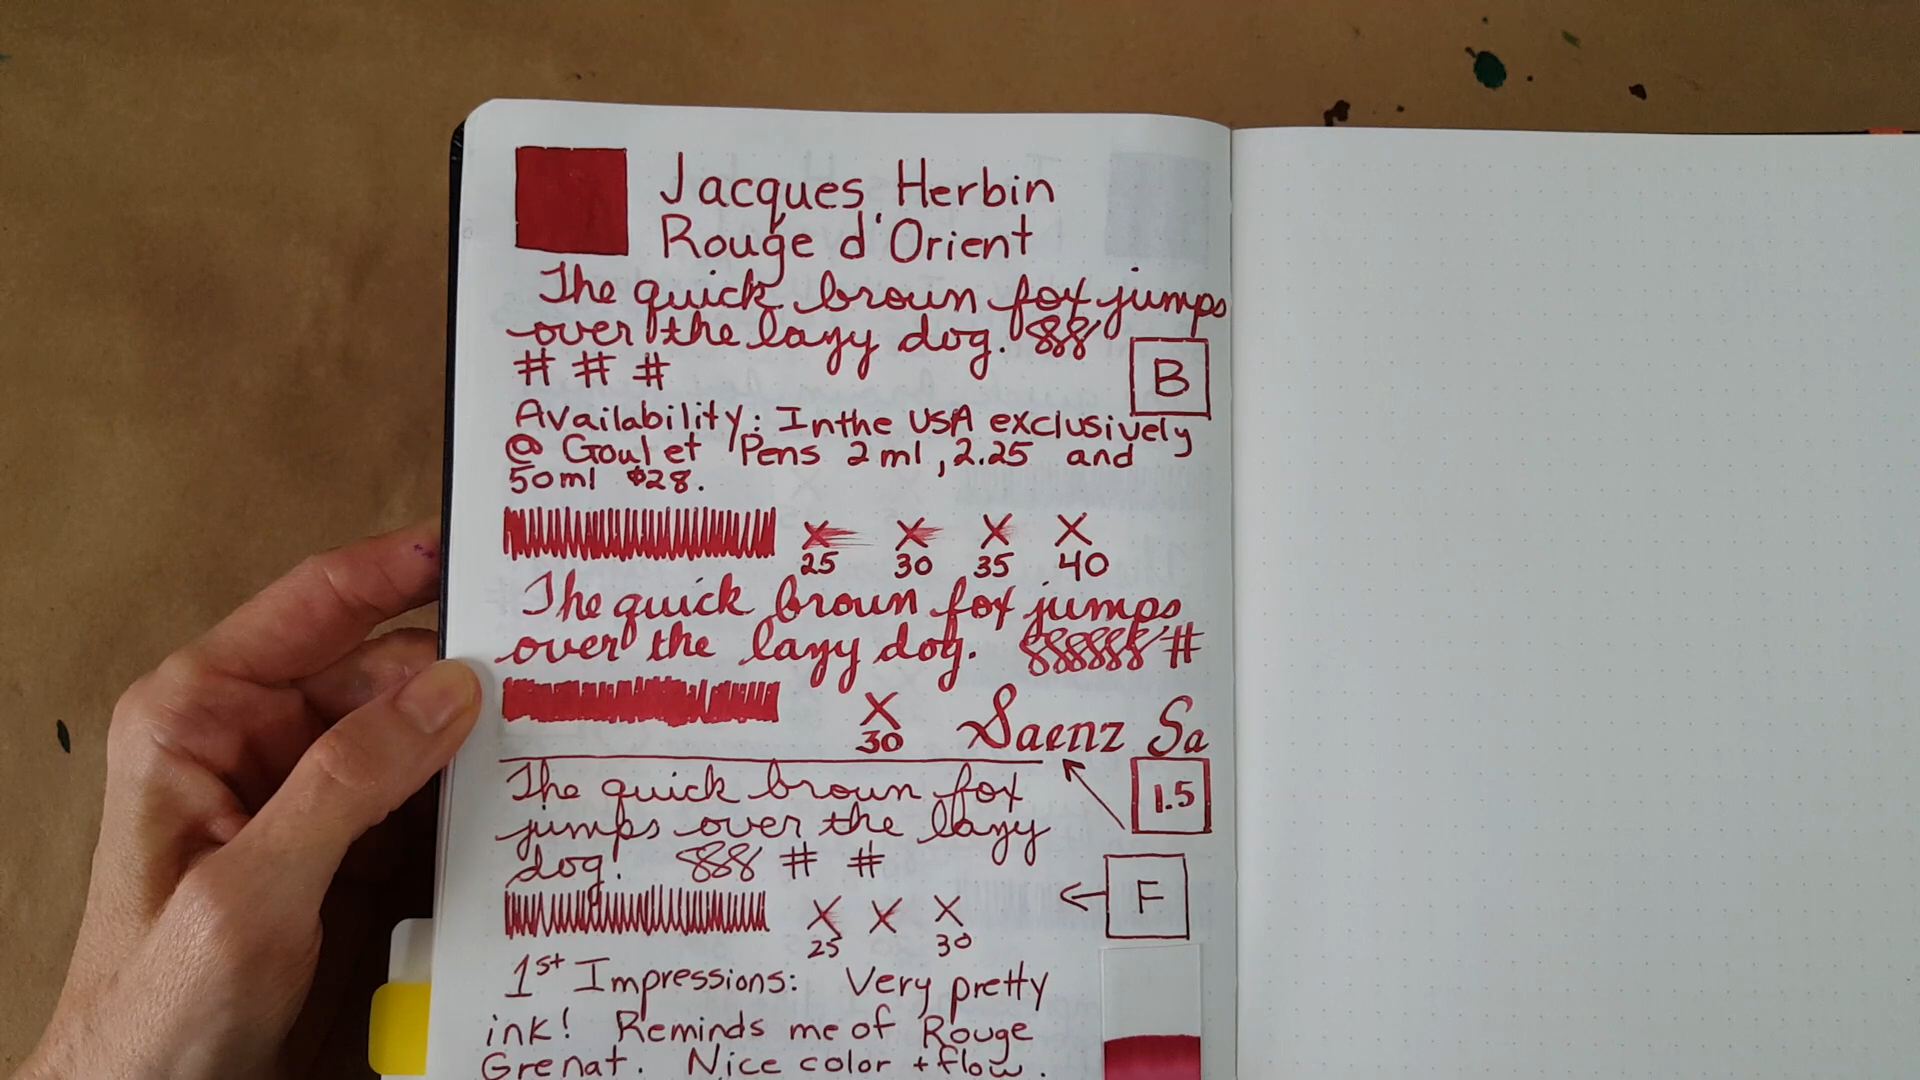 Jacques Herbin
Rouge d'Orient
The quick brown fox jumps
over the lazy dog. 888
# # #
B
Availability: In the USA exclusively
@ Goulet Pens 2ml, 2.25 and
50ml $28.
X X X X
25 30 35 40
The quick brown fox jumps
over the lazy dog. 888888 #
X
30
Saenz Sa
1.5
The quick brown fox
jumps over the lazy
dog! 888 # #
F
X X X
25 30
1st Impressions: Very pretty
ink! Reminds me of Rouge
Grenat. Nice color + flow.